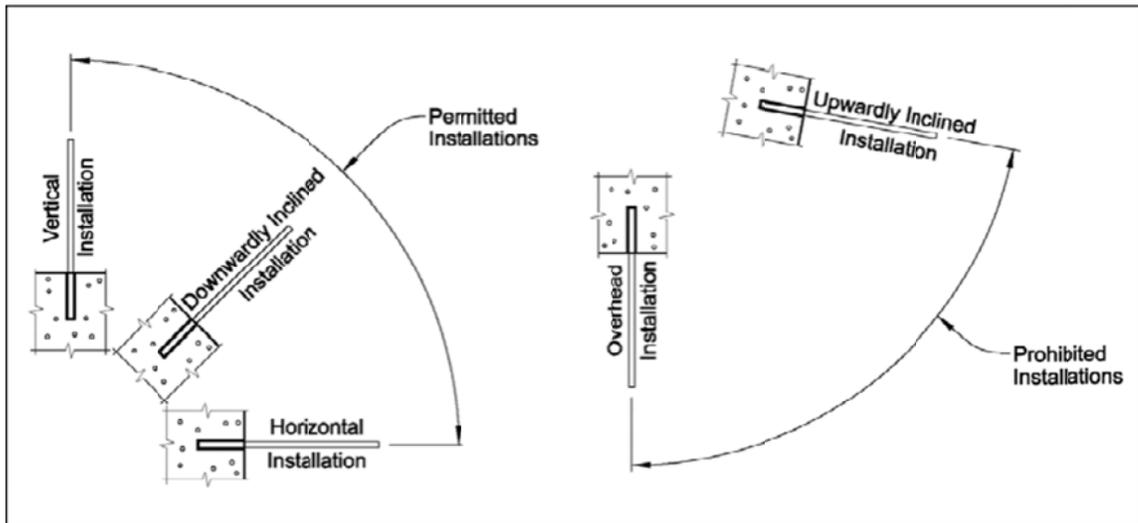 Permitted
Installations
Vertical
Installation
Downwardly Inclined
Installation
Horizontal
Installation
Upwardly Inclined
Installation
Overhead
Installation
Prohibited
Installations